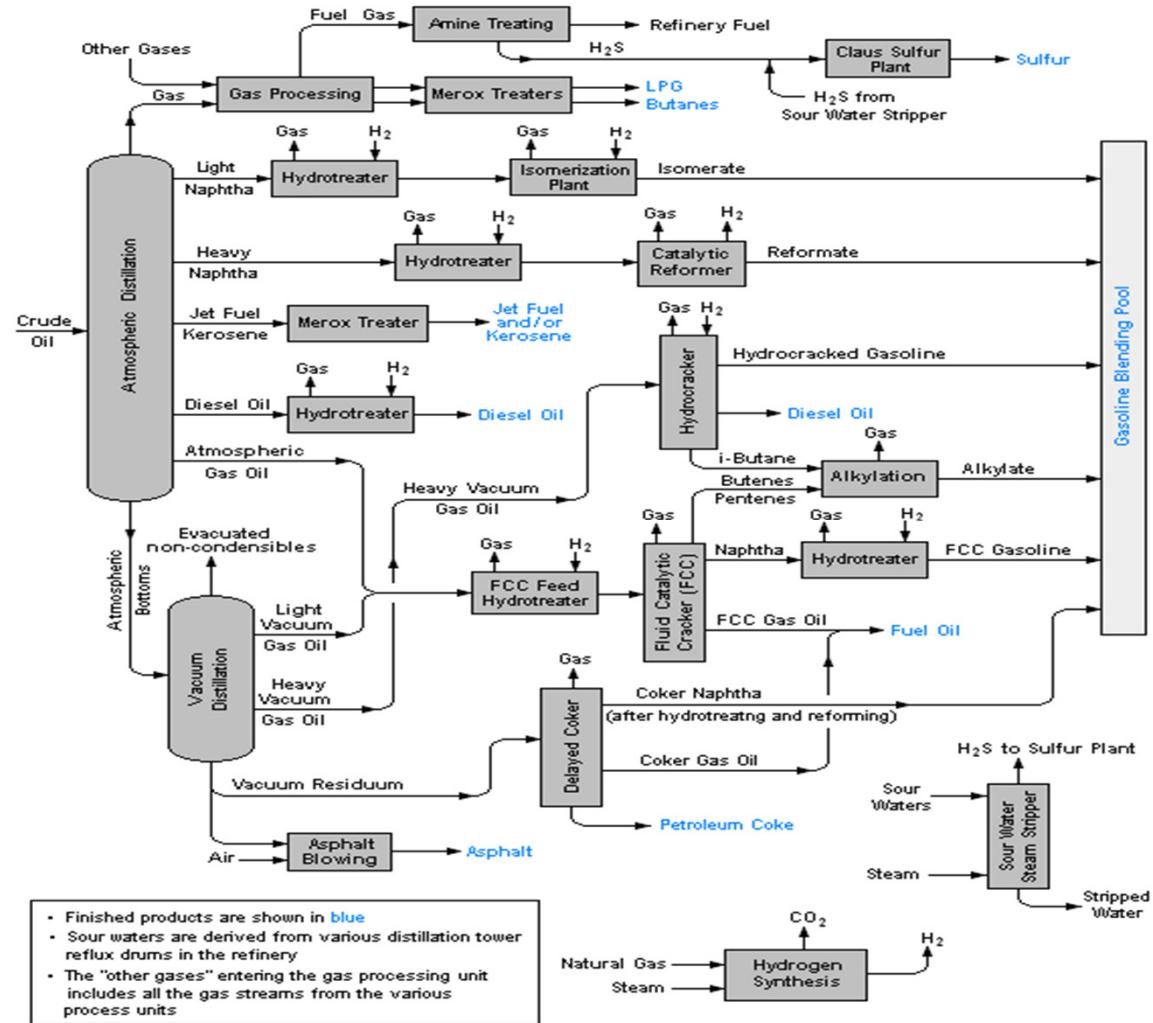 Fuel Gas
Amine Treating
Refinery Fuel
Other Gases
H2S
Claus Sulfur
Plant
Sulfur
Gas
Gas Processing
Merox Treaters
LPG
Butanes
H2S from
Sour Water Stripper
Gas
H2
Gas
H2
Light
Naphtha
Hydrotreater
Isomerization
Plant
Isomerate
Gas
H2
Gas
H2
Heavy
Naphtha
Hydrotreater
Catalytic
Reformer
Reformate
Atmospheric Distillation
Crude
Oil
Jet Fuel
Kerosene
Merox Treater
Jet Fuel
and/or
Kerosene
Gas
H2
Hydrocracker
Hydrocracked Gasoline
Gasoline Blending Pool
Gas
H2
Diesel Oil
Hydrotreater
Diesel Oil
Diesel Oil
Atmospheric
Gas Oil
Gas
i-Butane
Butenes
Pentenes
Alkylation
Alkylate
Heavy Vacuum
Gas Oil
Atmospheric
Bottoms
Evacuated
non-condensibles
Gas
H2
FCC Feed
Hydrotreater
Gas
Fluid Catalytic
Cracker (FCC)
Naphtha
Gas
H2
Hydrotreater
FCC Gasoline
FCC Gas Oil
Fuel Oil
Vacuum
Distillation
Light
Vacuum
Gas Oil
Heavy
Vacuum
Gas Oil
Gas
Delayed Coker
Coker Naphtha
(after hydrotreatng and reforming)
Coker Gas Oil
Petroleum Coke
Vacuum Residuum
Air
Asphalt
Blowing
Asphalt
H2S to Sulfur Plant
Sour
Waters
Sour Water
Steam Stripper
Steam
Stripped
Water
• Finished products are shown in blue
• Sour waters are derived from various distillation tower
reflux drums in the refinery
• The "other gases" entering the gas processing unit
includes all the gas streams from the various
process units
CO2
H2
Natural Gas
Steam
Hydrogen
Synthesis